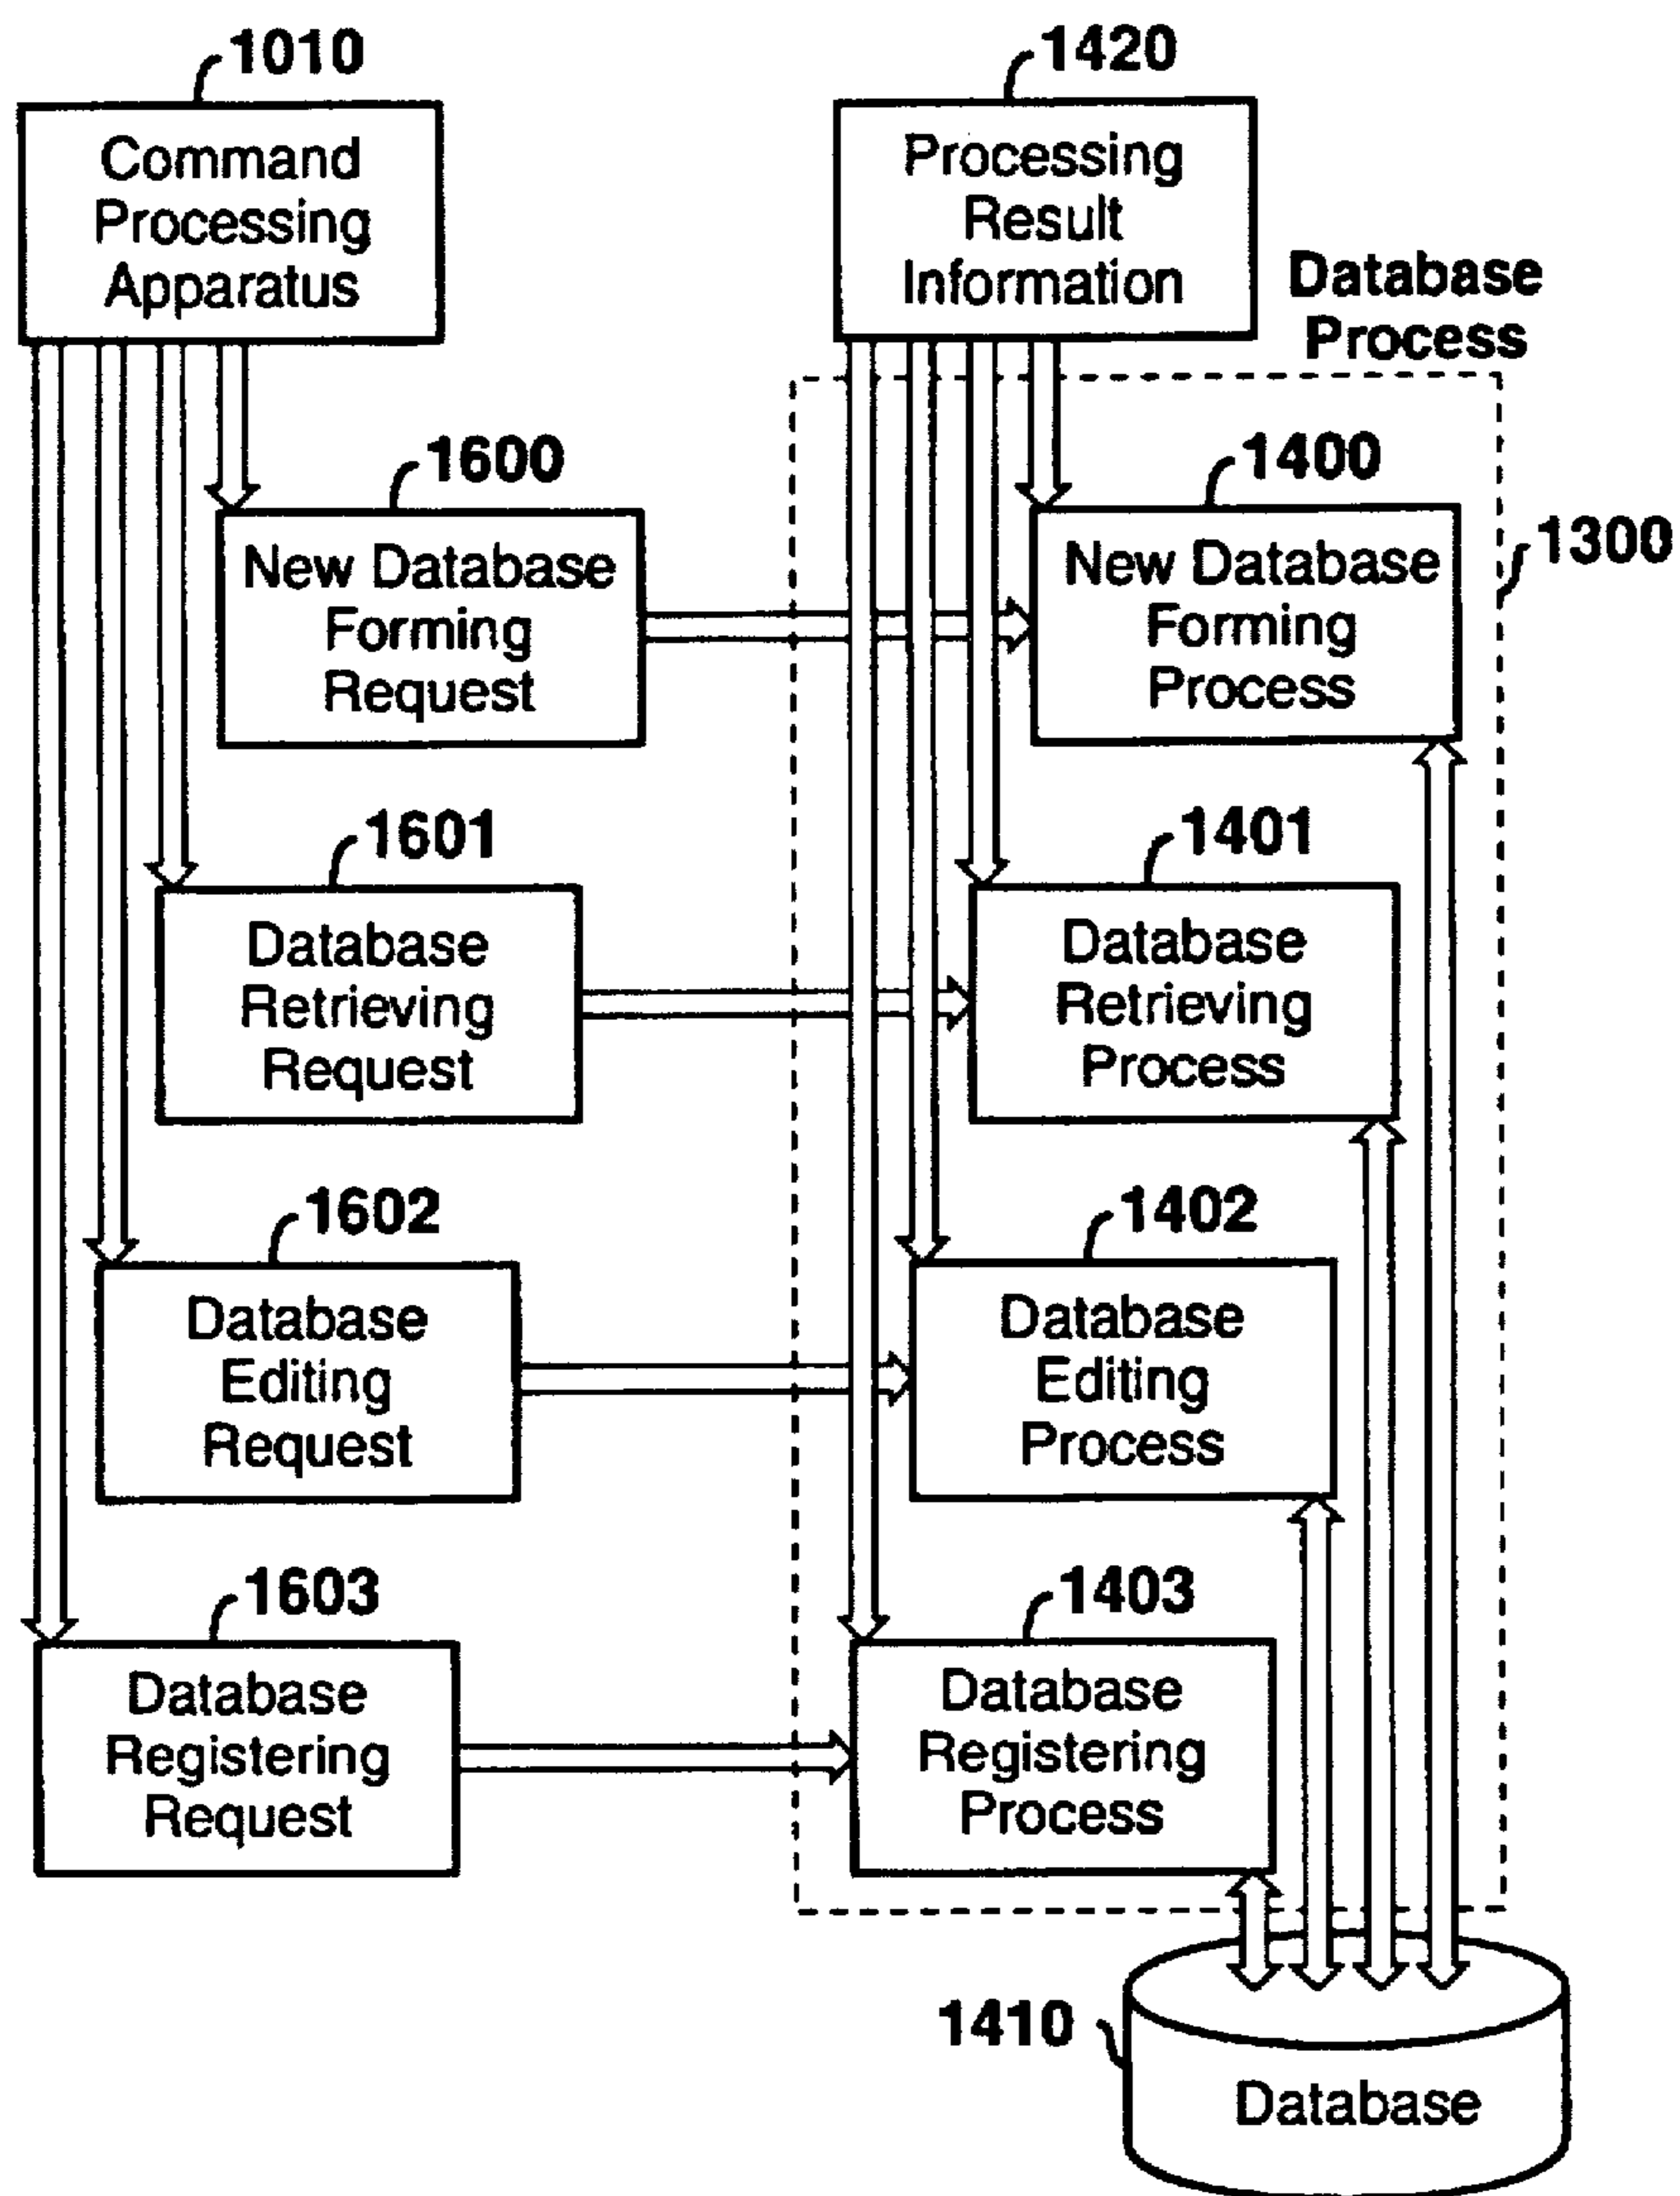 1010
Command
Processing
Apparatus
1420
Processing
Result
Information
Database
Process
1600
New Database
Forming
Request
1400
New Database
Forming
Process
1300
1601
Database
Retrieving
Request
1401
Database
Retrieving
Process
1602
Database
Editing
Request
1402
Database
Editing
Process
1603
Database
Registering
Request
1403
Database
Registering
Process
1410
Database